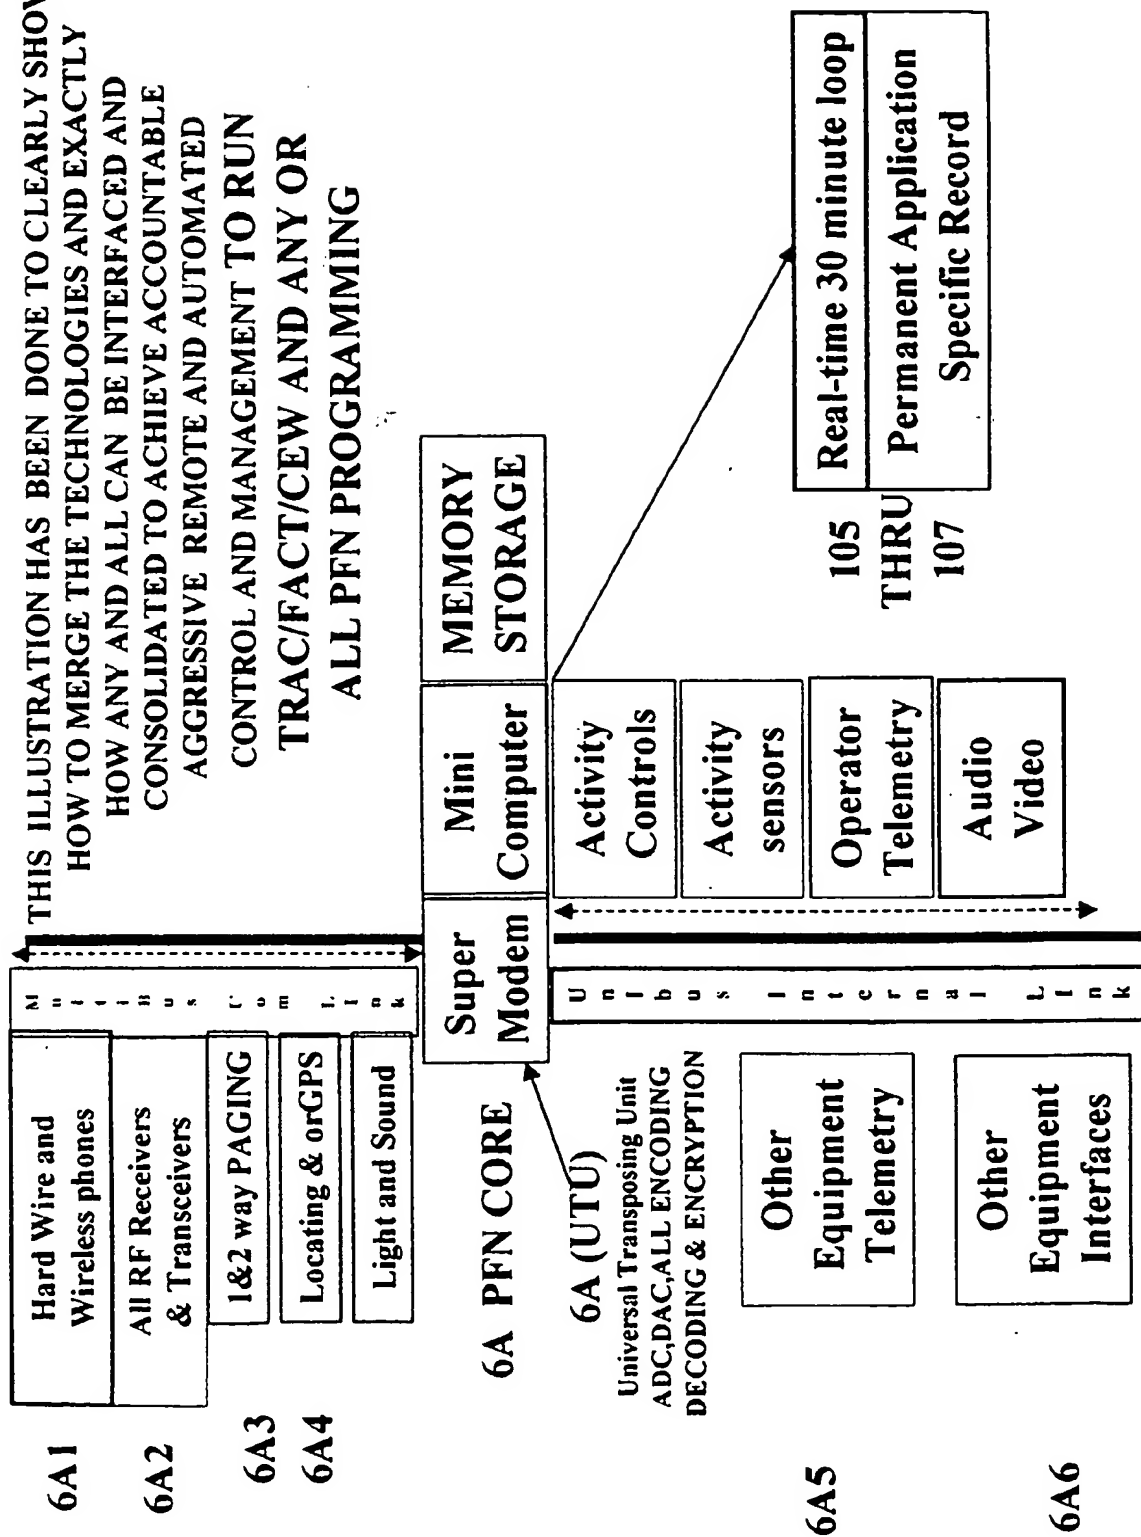 THIS ILLUSTRATION HAS BEEN DONE TO CLEARLY SHOW
HOW TO MERGE THE TECHNOLOGIES AND EXACTLY
HOW ANY AND ALL CAN BE INTERFACED AND
CONSOLIDATED TO ACHIEVE ACCOUNTABLE
AGGRESSIVE REMOTE AND AUTOMATED
CONTROL AND MANAGEMENT TO RUN
TRAC/FACT/CEW AND ANY OR
ALL PFN PROGRAMMING
6A1
Hard Wire and
Wireless phones
6A2
All RF Receivers
& Transceivers
6A3
1&2 way PAGING
6A4
Locating & orGPS
Light and Sound
Com Link
6A PFN CORE
Super
Modem
Mini
Computer
MEMORY
STORAGE
6A (UTU)
Universal Transposing Unit
ADC,DAC,ALL ENCODING
DECODING & ENCRYPTION
Unibus Internal Link
Activity
Controls
Activity
sensors
Operator
Telemetry
Audio
Video
6A5
Other
Equipment
Telemetry
6A6
Other
Equipment
Interfaces
105
THRU
107
Real-time 30 minute loop
Permanent Application
Specific Record